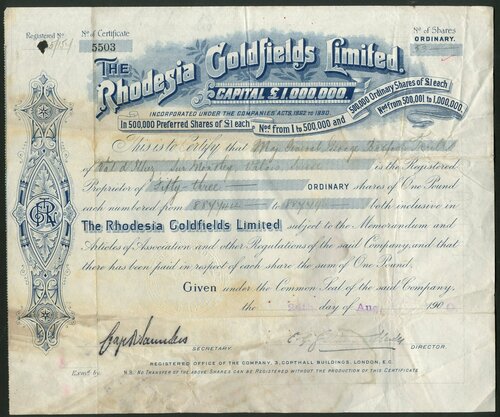 Registered No
No of Certificate
5503
No of Shares
ORDINARY.
THE
Rhodesia Goldfields Limited.
CAPITAL £1,000,000.
INCORPORATED UNDER THE COMPANIES' ACTS, 1862 TO 1890.
In 500,000 Preferred Shares of £1 each Nos from 1 to 500,000 and
500,000 Ordinary Shares of £1 each
Nos from 500,001 to 1,000,000.
This is to Certify that George
of is the Registered
Proprietor of Fifty three ORDINARY shares of One Pound
each numbered from to both inclusive in
The Rhodesia Goldfields Limited subject to the Memorandum and
Articles of Association and other Regulations of the said Company, and that
there has been paid in respect of each share the sum of One Pound.
Given under the Common Seal of the said Company,
the day of Aug 190
SECRETARY.
DIRECTOR.
REGISTERED OFFICE OF THE COMPANY, 3, COPTHALL BUILDINGS, LONDON, E.C.
Examd by.
N.B. NO TRANSFER OF THE ABOVE SHARES CAN BE REGISTERED WITHOUT THE PRODUCTION OF THIS CERTIFICATE